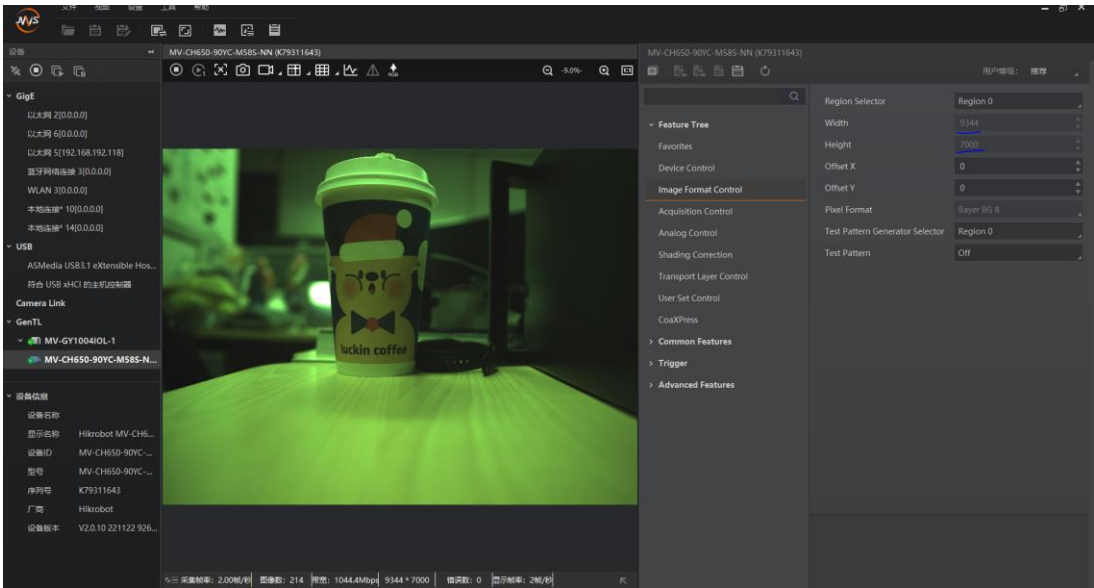 MVS
文件 视图 设置 工具 帮助
设备
GigE
以太网 2[0.0.0.0]
以太网 6[0.0.0.0]
以太网 5[192.168.192.118]
蓝牙网络连接 3[0.0.0.0]
WLAN 3[0.0.0.0]
本地连接* 10[0.0.0.0]
本地连接* 14[0.0.0.0]
USB
ASMedia USB3.1 eXtensible Hos...
符合 USB xHCI 的主机控制器
Camera Link
GenTL
MV-GY1004IOL-1
MV-CH650-90YC-M58S-N...
设备信息
设备名称
显示名称 Hikrobot MV-CH6...
设备ID MV-CH650-90YC-...
型号 MV-CH650-90YC-...
序列号 K79311643
厂商 Hikrobot
设备版本 V2.0.10 221122 926...
MV-CH650-90YC-M58S-NN (K79311643)
-9.0%-
1:1
luckin coffee
采集帧率: 2.00帧/秒 图像数: 214 带宽: 1044.4Mbps 9344 * 7000 错误数: 0 显示帧率: 2帧/秒
MV-CH650-90YC-M58S-NN (K79311643)
用户等级: 推荐
Feature Tree
Favorites
Device Control
Image Format Control
Acquisition Control
Analog Control
Shading Correction
Transport Layer Control
User Set Control
CoaXPress
Common Features
Trigger
Advanced Features
Region Selector Region 0
Width 9344
Height 7000
Offset X 0
Offset Y 0
Pixel Format Bayer BG 8
Test Pattern Generator Selector Region 0
Test Pattern Off